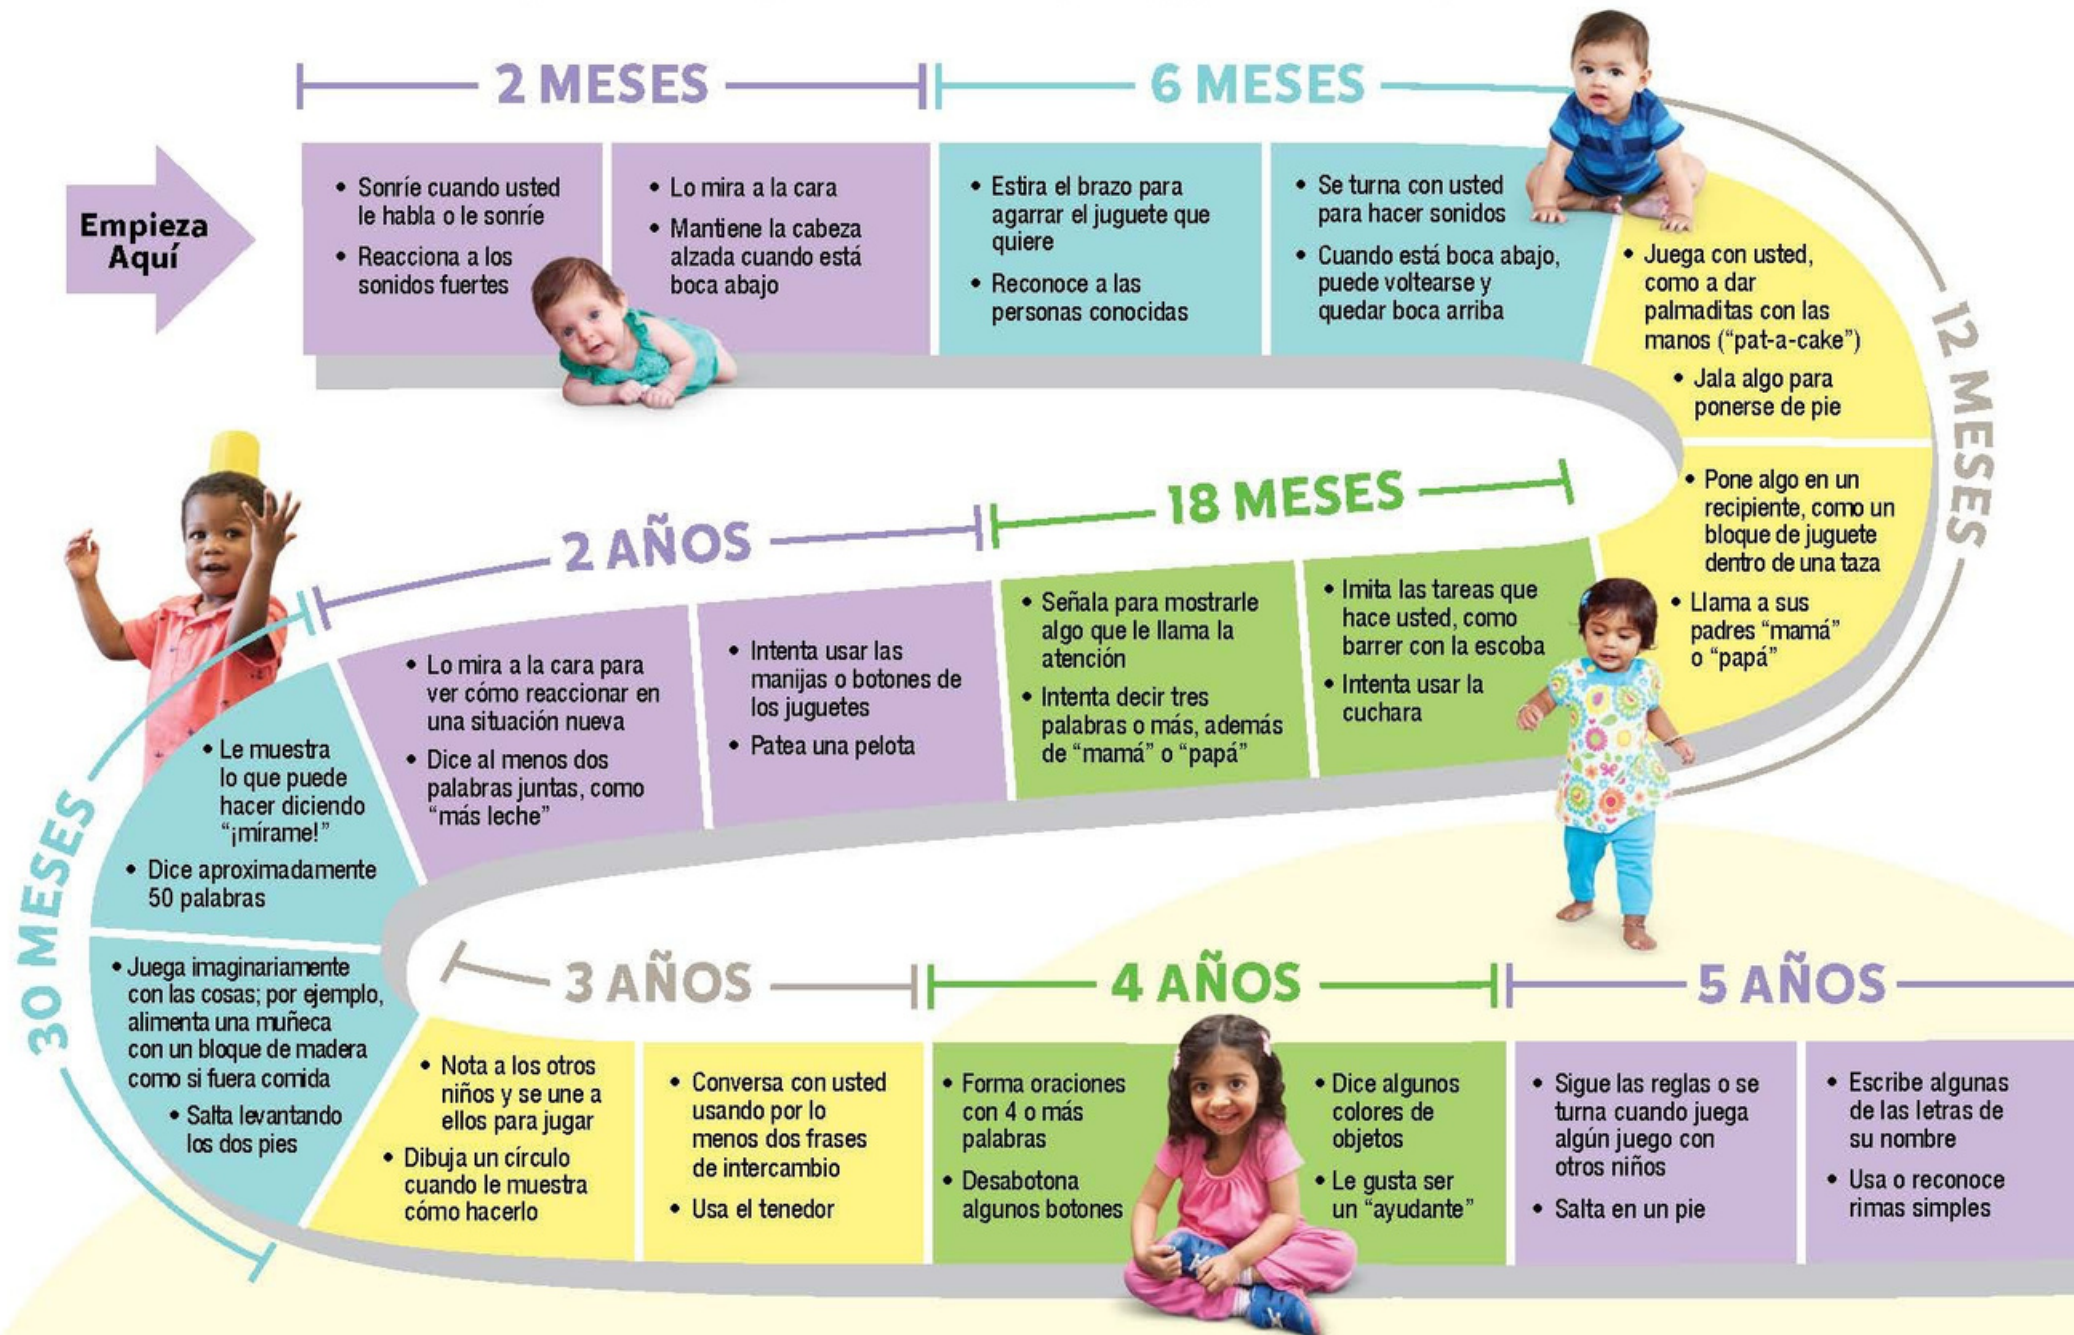 2 MESES
6 MESES
Empieza
Aquí
• Sonríe cuando usted
le habla o le sonríe
• Reacciona a los
sonidos fuertes
• Lo mira a la cara
• Mantiene la cabeza
alzada cuando está
boca abajo
• Estira el brazo para
agarrar el juguete que
quiere
• Reconoce a las
personas conocidas
• Se turna con usted
para hacer sonidos
• Cuando está boca abajo,
puede voltearse y
quedar boca arriba
12 MESES
• Juega con usted,
como a dar
palmaditas con las
manos (“pat-a-cake”)
• Jala algo para
ponerse de pie
• Pone algo en un
recipiente, como un
bloque de juguete
dentro de una taza
• Llama a sus
padres “mamá”
o “papá”
18 MESES
• Señala para mostrarle
algo que le llama la
atención
• Intenta decir tres
palabras o más, además
de “mamá” o “papá”
• Imita las tareas que
hace usted, como
barrer con la escoba
• Intenta usar la
cuchara
2 AÑOS
• Lo mira a la cara para
ver cómo reaccionar en
una situación nueva
• Dice al menos dos
palabras juntas, como
“más leche”
• Intenta usar las
manijas o botones de
los juguetes
• Patea una pelota
30 MESES
• Le muestra
lo que puede
hacer diciendo
“¡mírame!”
• Dice aproximadamente
50 palabras
• Juega imaginariamente
con las cosas; por ejemplo,
alimenta una muñeca
con un bloque de madera
como si fuera comida
• Salta levantando
los dos pies
3 AÑOS
• Nota a los otros
niños y se une a
ellos para jugar
• Dibuja un círculo
cuando le muestra
cómo hacerlo
• Conversa con usted
usando por lo
menos dos frases
de intercambio
• Usa el tenedor
4 AÑOS
• Forma oraciones
con 4 o más
palabras
• Desabotona
algunos botones
• Dice algunos
colores de
objetos
• Le gusta ser
un “ayudante”
5 AÑOS
• Sigue las reglas o se
turna cuando juega
algún juego con
otros niños
• Salta en un pie
• Escribe algunas
de las letras de
su nombre
• Usa o reconoce
rimas simples